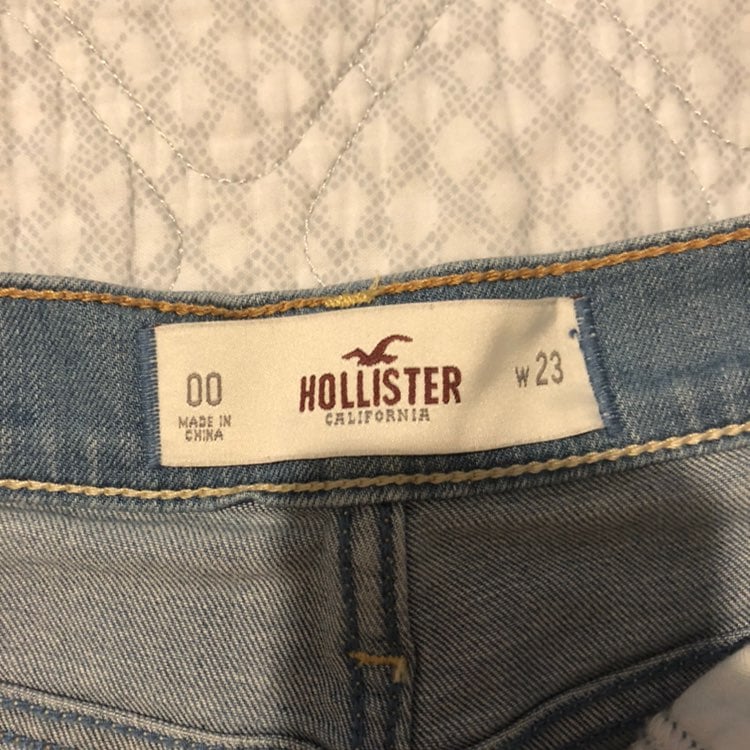 00
MADE IN
CHINA
HOLLISTER
CALIFORNIA
W 23